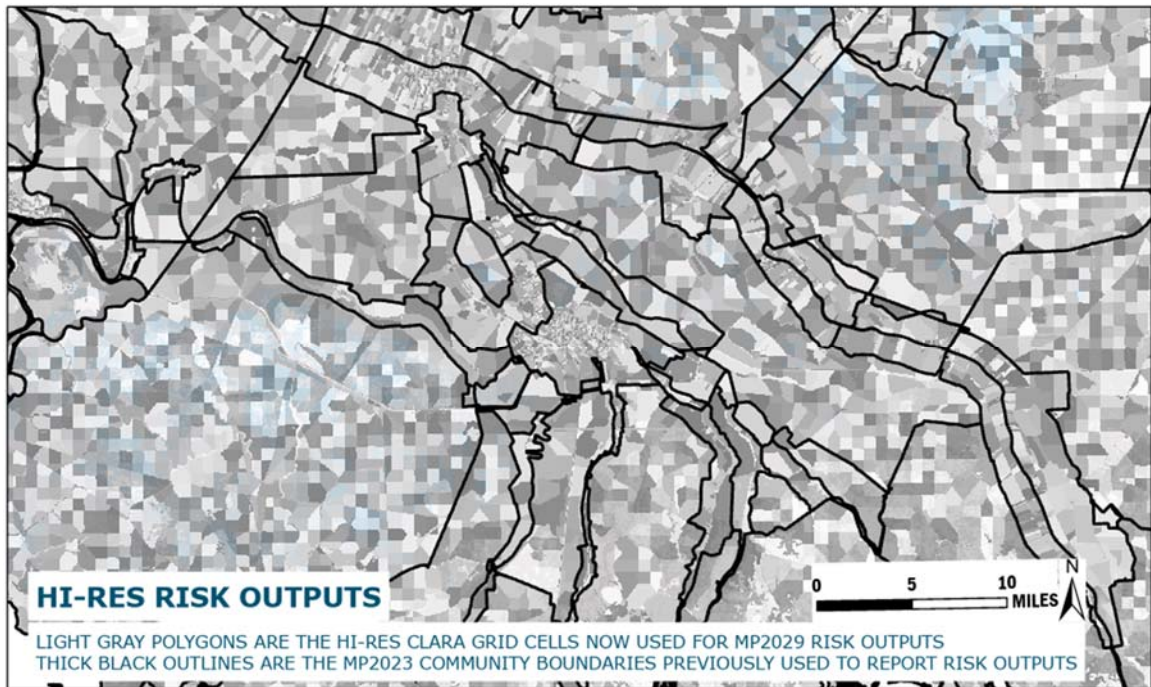 HI-RES RISK OUTPUTS
LIGHT GRAY POLYGONS ARE THE HI-RES CLARA GRID CELLS NOW USED FOR MP2029 RISK OUTPUTS
THICK BLACK OUTLINES ARE THE MP2023 COMMUNITY BOUNDARIES PREVIOUSLY USED TO REPORT RISK OUTPUTS
0 5 10
MILES
N